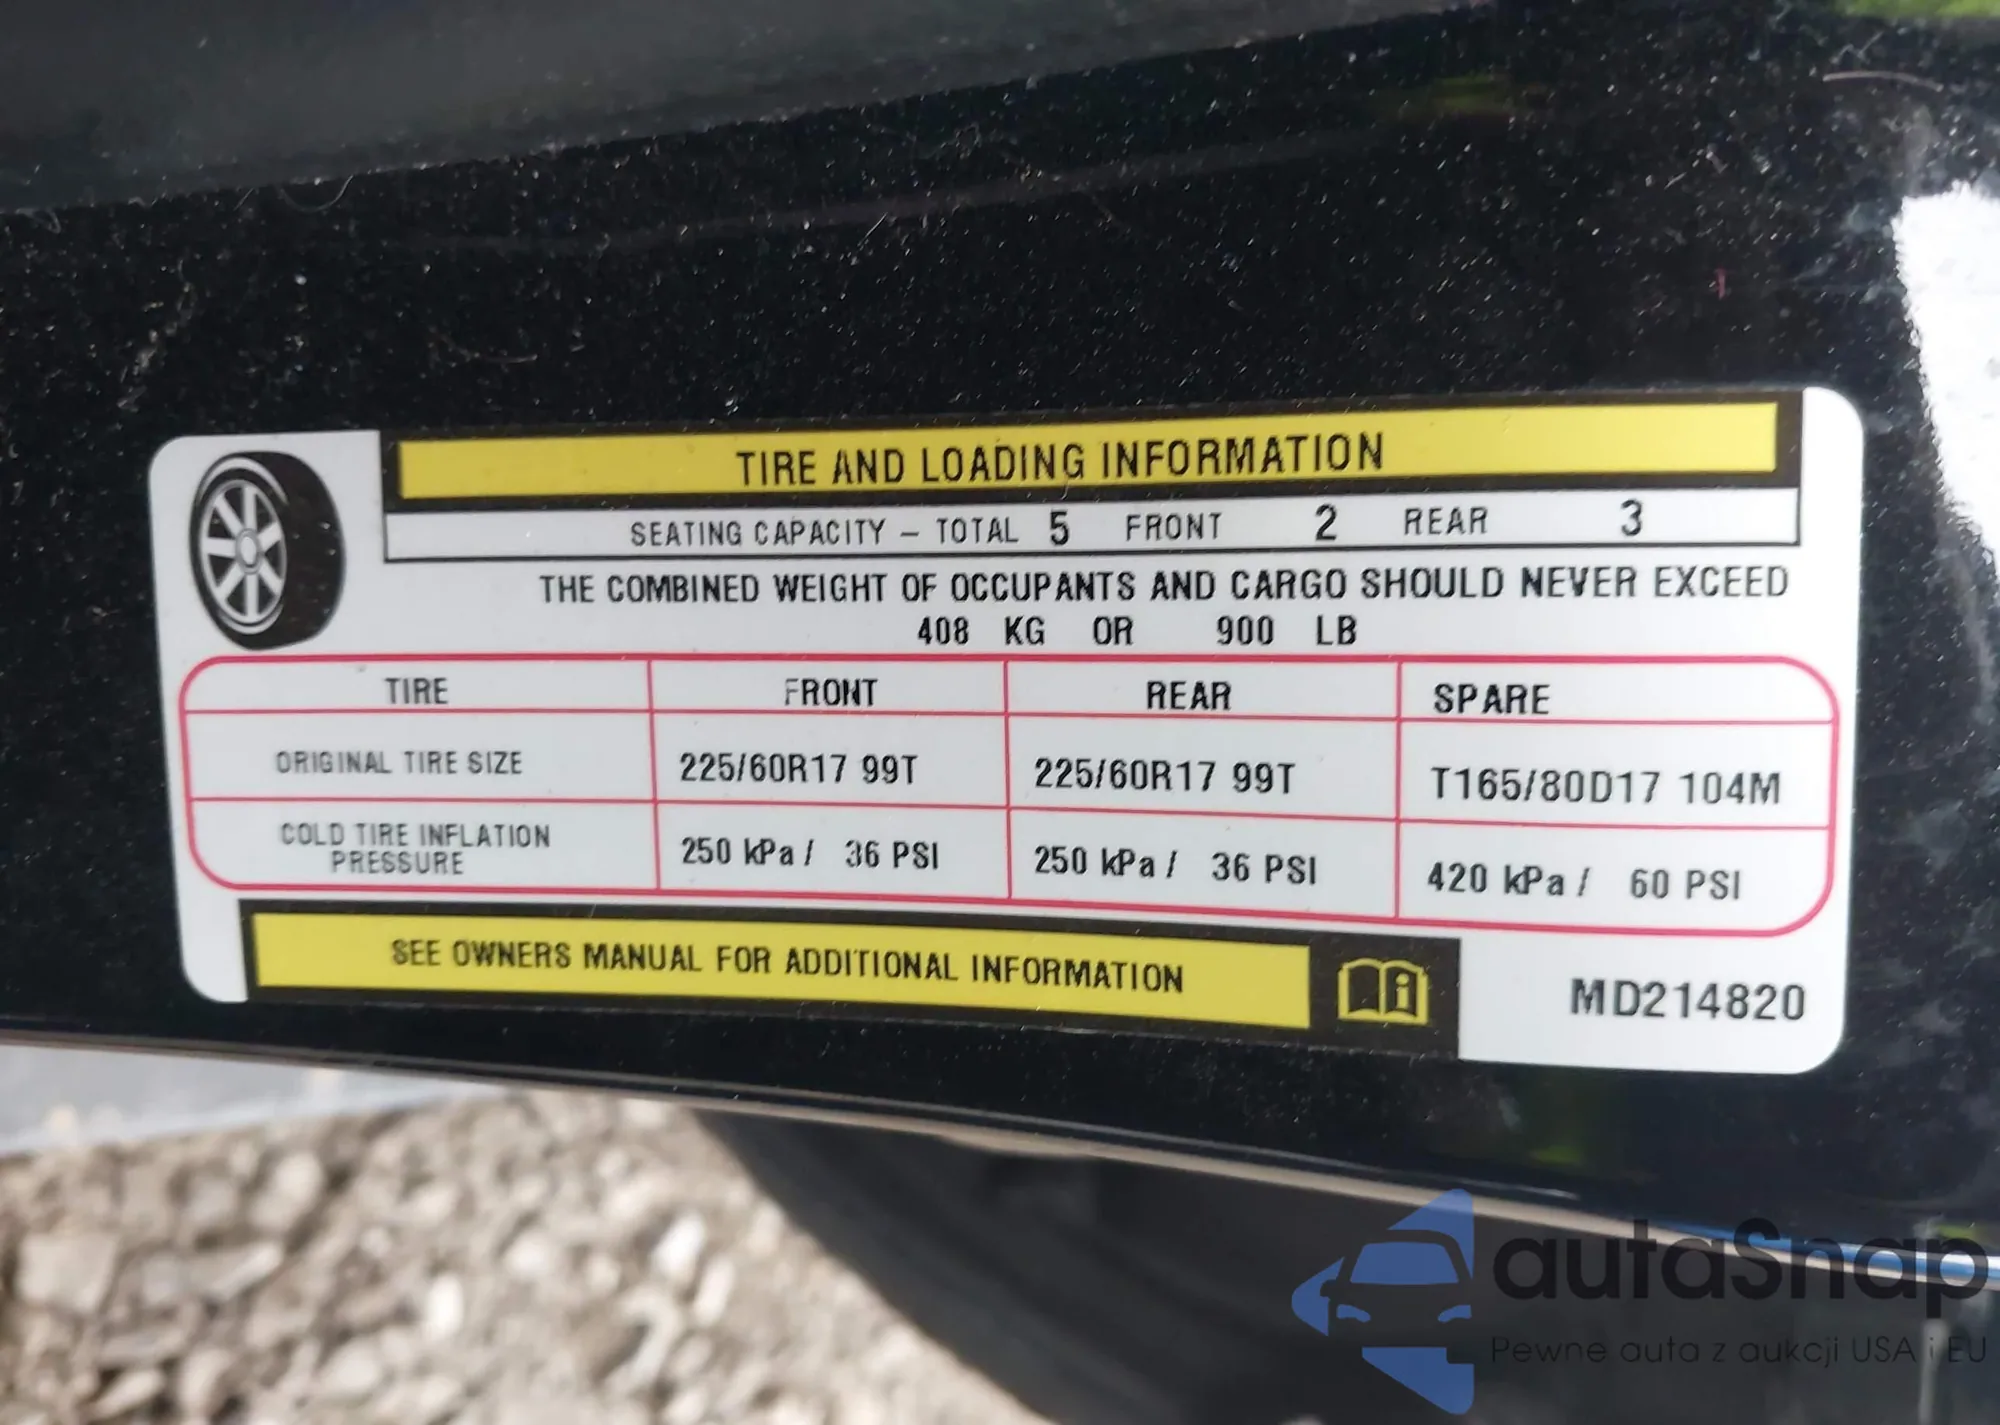 TIRE AND LOADING INFORMATION
SEATING CAPACITY – TOTAL 5 FRONT 2 REAR 3
THE COMBINED WEIGHT OF OCCUPANTS AND CARGO SHOULD NEVER EXCEED
408 KG OR 900 LB
TIRE FRONT REAR SPARE
ORIGINAL TIRE SIZE 225/60R17 99T 225/60R17 99T T165/80D17 104M
COLD TIRE INFLATION
PRESSURE 250 kPa / 36 PSI 250 kPa / 36 PSI 420 kPa / 60 PSI
SEE OWNERS MANUAL FOR ADDITIONAL INFORMATION
MD214820
autaSnap
Pewne auta z aukcji USA i EU